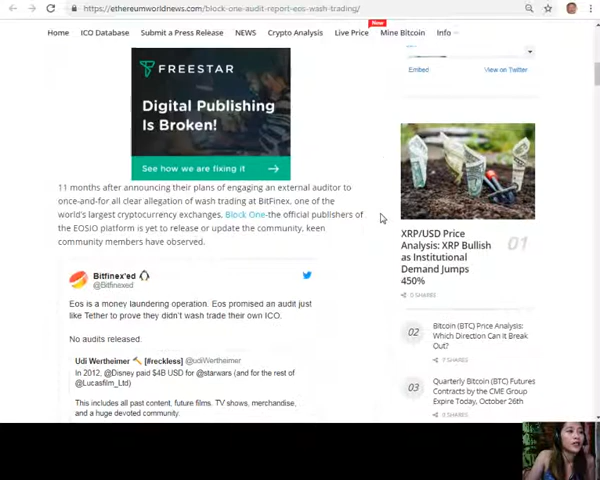 https://ethereumworldnews.com/block-one-audit-report-eos-wash-trading/
New
Home ICO Database Submit a Press Release NEWS Crypto Analysis Live Price Mine Bitcoin Info
FREESTAR
Digital Publishing
Is Broken!
See how we are fixing it
11 months after announcing their plans of engaging an external auditor to
once-and-for all clear allegation of wash trading at BitFinex, one of the
world's largest cryptocurrency exchanges, Block One-the official publishers of
the EOSIO platform is yet to release or update the community, keen
community members have observed.
Bitfinex'ed
@Bitfinexed
Eos is a money laundering operation. Eos promised an audit just
like Tether to prove they didn't wash trade their own ICO.
No audits released:
Udi Wertheimer [#reckless] @udiWertheimer
In 2012, @Disney paid $4B USD for @starwars (and for the rest of
@Lucasfilm_Ltd)
This includes all past content, future films. TV shows, merchandise,
and a huge devoted community.
Embed View on Twitter
XRP/USD Price
Analysis: XRP Bullish
as Institutional
Demand Jumps
450%
01
0 SHARES
02
Bitcoin (BTC) Price Analysis:
Which Direction Can It Break
Out?
7 SHARES
03
Quarterly Bitcoin (BTC) Futures
Contracts by the CME Group
Expire Today, October 26th
0 SHARES